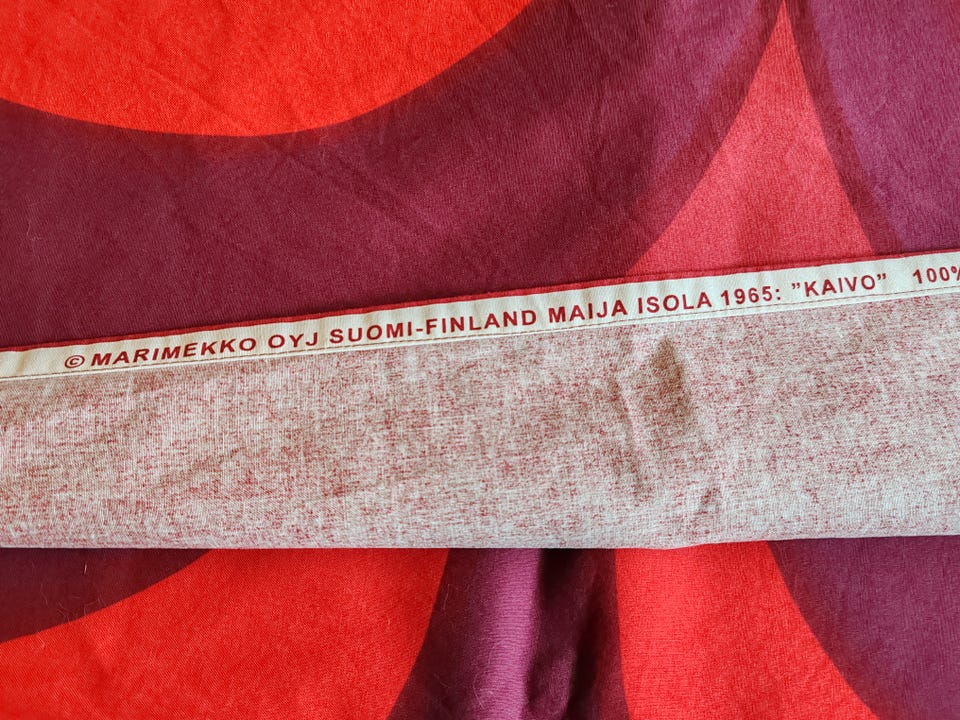 © MARIMEKKO OYJ SUOMI-FINLAND MAIJA ISOLA 1965: ”KAIVO” 100%